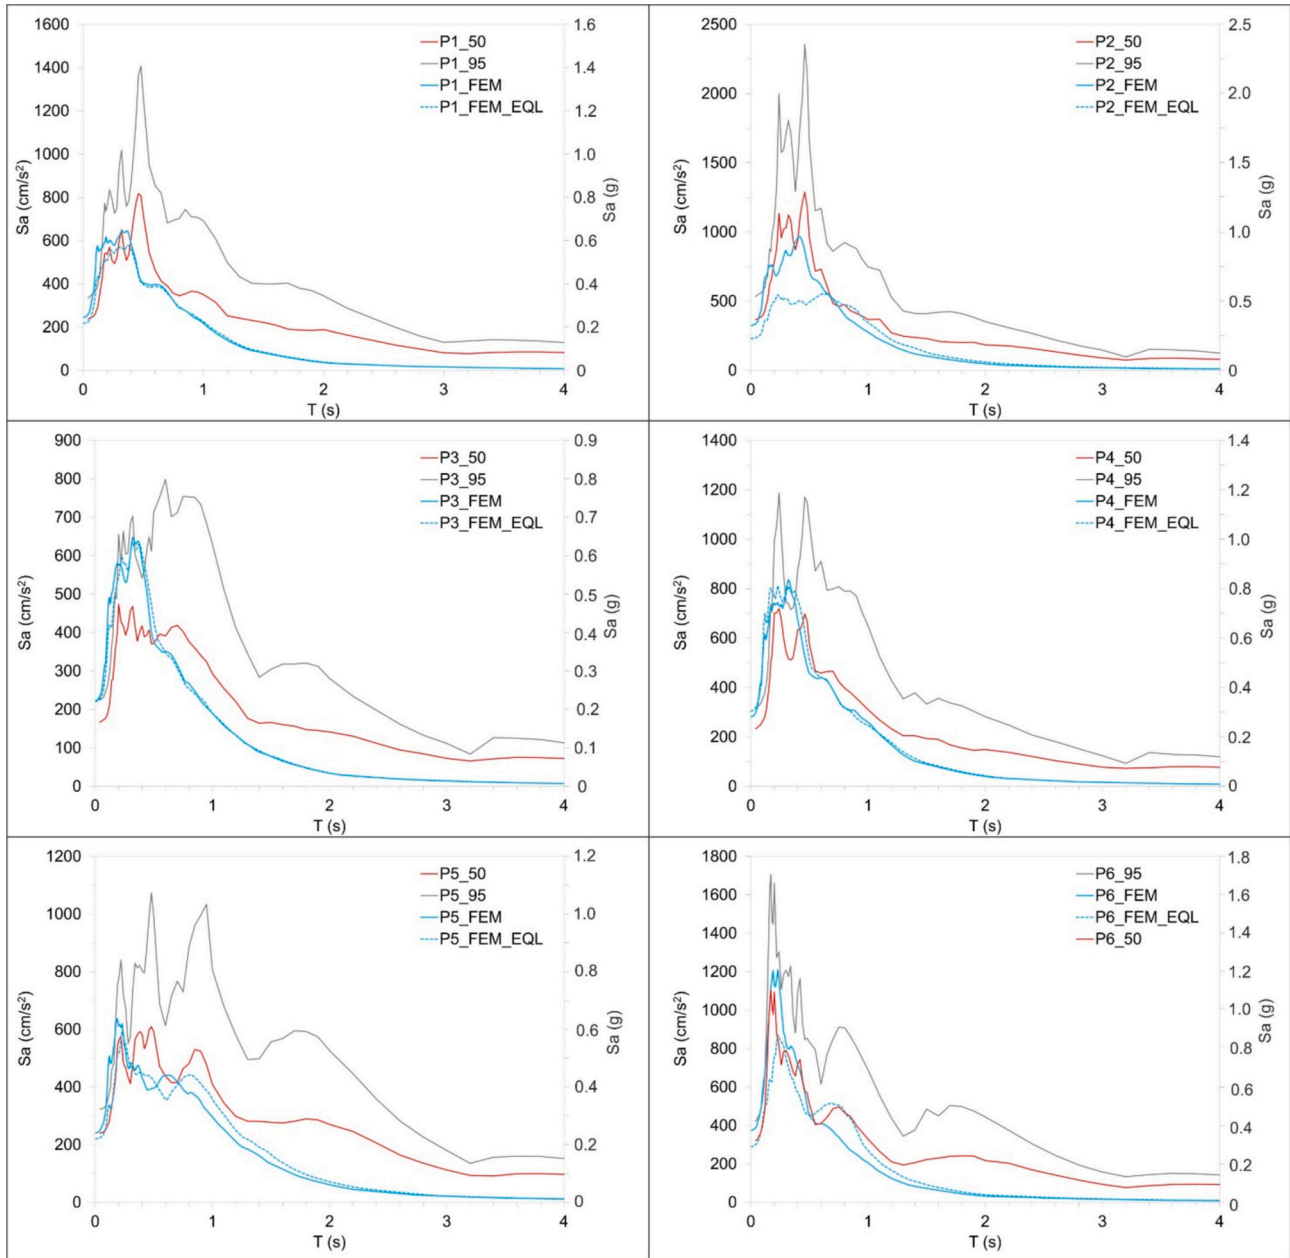 1600
1400
1200
1000
800
600
400
200
0
Sa (cm/s²)
P1_50
P1_95
P1_FEM
P1_FEM_EQL
1.6
1.4
1.2
1.0
0.8
0.6
0.4
0.2
0
Sa (g)
0 1 2 3 4
T (s)
2500
2000
1500
1000
500
0
Sa (cm/s²)
P2_50
P2_95
P2_FEM
P2_FEM_EQL
2.5
2.0
1.5
1.0
0.5
0
Sa (g)
0 1 2 3 4
T (s)
900
800
700
600
500
400
300
200
100
0
Sa (cm/s²)
P3_50
P3_95
P3_FEM
P3_FEM_EQL
0.9
0.8
0.7
0.6
0.5
0.4
0.3
0.2
0.1
0
Sa (g)
0 1 2 3 4
T (s)
1400
1200
1000
800
600
400
200
0
Sa (cm/s²)
P4_50
P4_95
P4_FEM
P4_FEM_EQL
1.4
1.2
1.0
0.8
0.6
0.4
0.2
0
Sa (g)
0 1 2 3 4
T (s)
1200
1000
800
600
400
200
0
Sa (cm/s²)
P5_50
P5_95
P5_FEM
P5_FEM_EQL
1.2
1.0
0.8
0.6
0.4
0.2
0
Sa (g)
0 1 2 3 4
T (s)
1800
1600
1400
1200
1000
800
600
400
200
0
Sa (cm/s²)
P6_95
P6_FEM
P6_FEM_EQL
P6_50
1.8
1.6
1.4
1.2
1.0
0.8
0.6
0.4
0.2
0
Sa (g)
0 1 2 3 4
T (s)